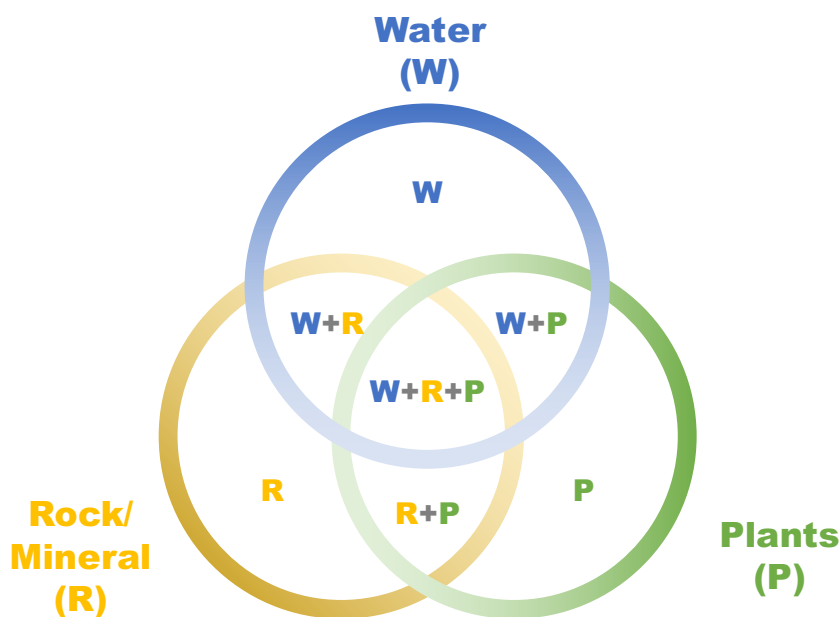 Water
(W)
W
W+R
W+P
W+R+P
R
P
R+P
Rock/
Mineral
(R)
Plants
(P)